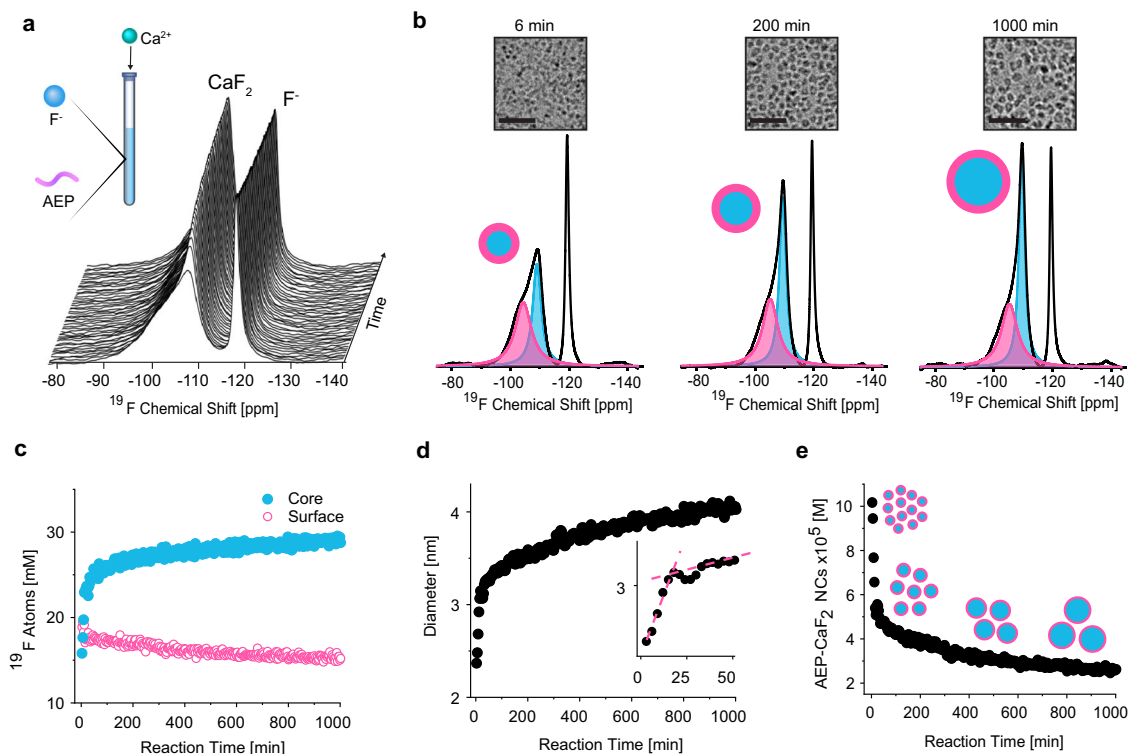 a
Ca²⁺
F⁻
AEP
CaF₂
F⁻
Time
-80 -90 -100 -110 -120 -130 -140
¹⁹F Chemical Shift [ppm]
b
6 min
200 min
1000 min
-80 -100 -120 -140
¹⁹F Chemical Shift [ppm]
-80 -100 -120 -140
¹⁹F Chemical Shift [ppm]
-80 -100 -120 -140
¹⁹F Chemical Shift [ppm]
c
¹⁹F Atoms [mM]
30
20
10
Core
Surface
0 200 400 600 800 1000
Reaction Time [min]
d
Diameter [nm]
4
3
2
3
0 25 50
0 200 400 600 800 1000
Reaction Time [min]
e
AEP-CaF₂ NCs x10⁵ [M]
10
8
6
4
2
0 200 400 600 800 1000
Reaction Time [min]